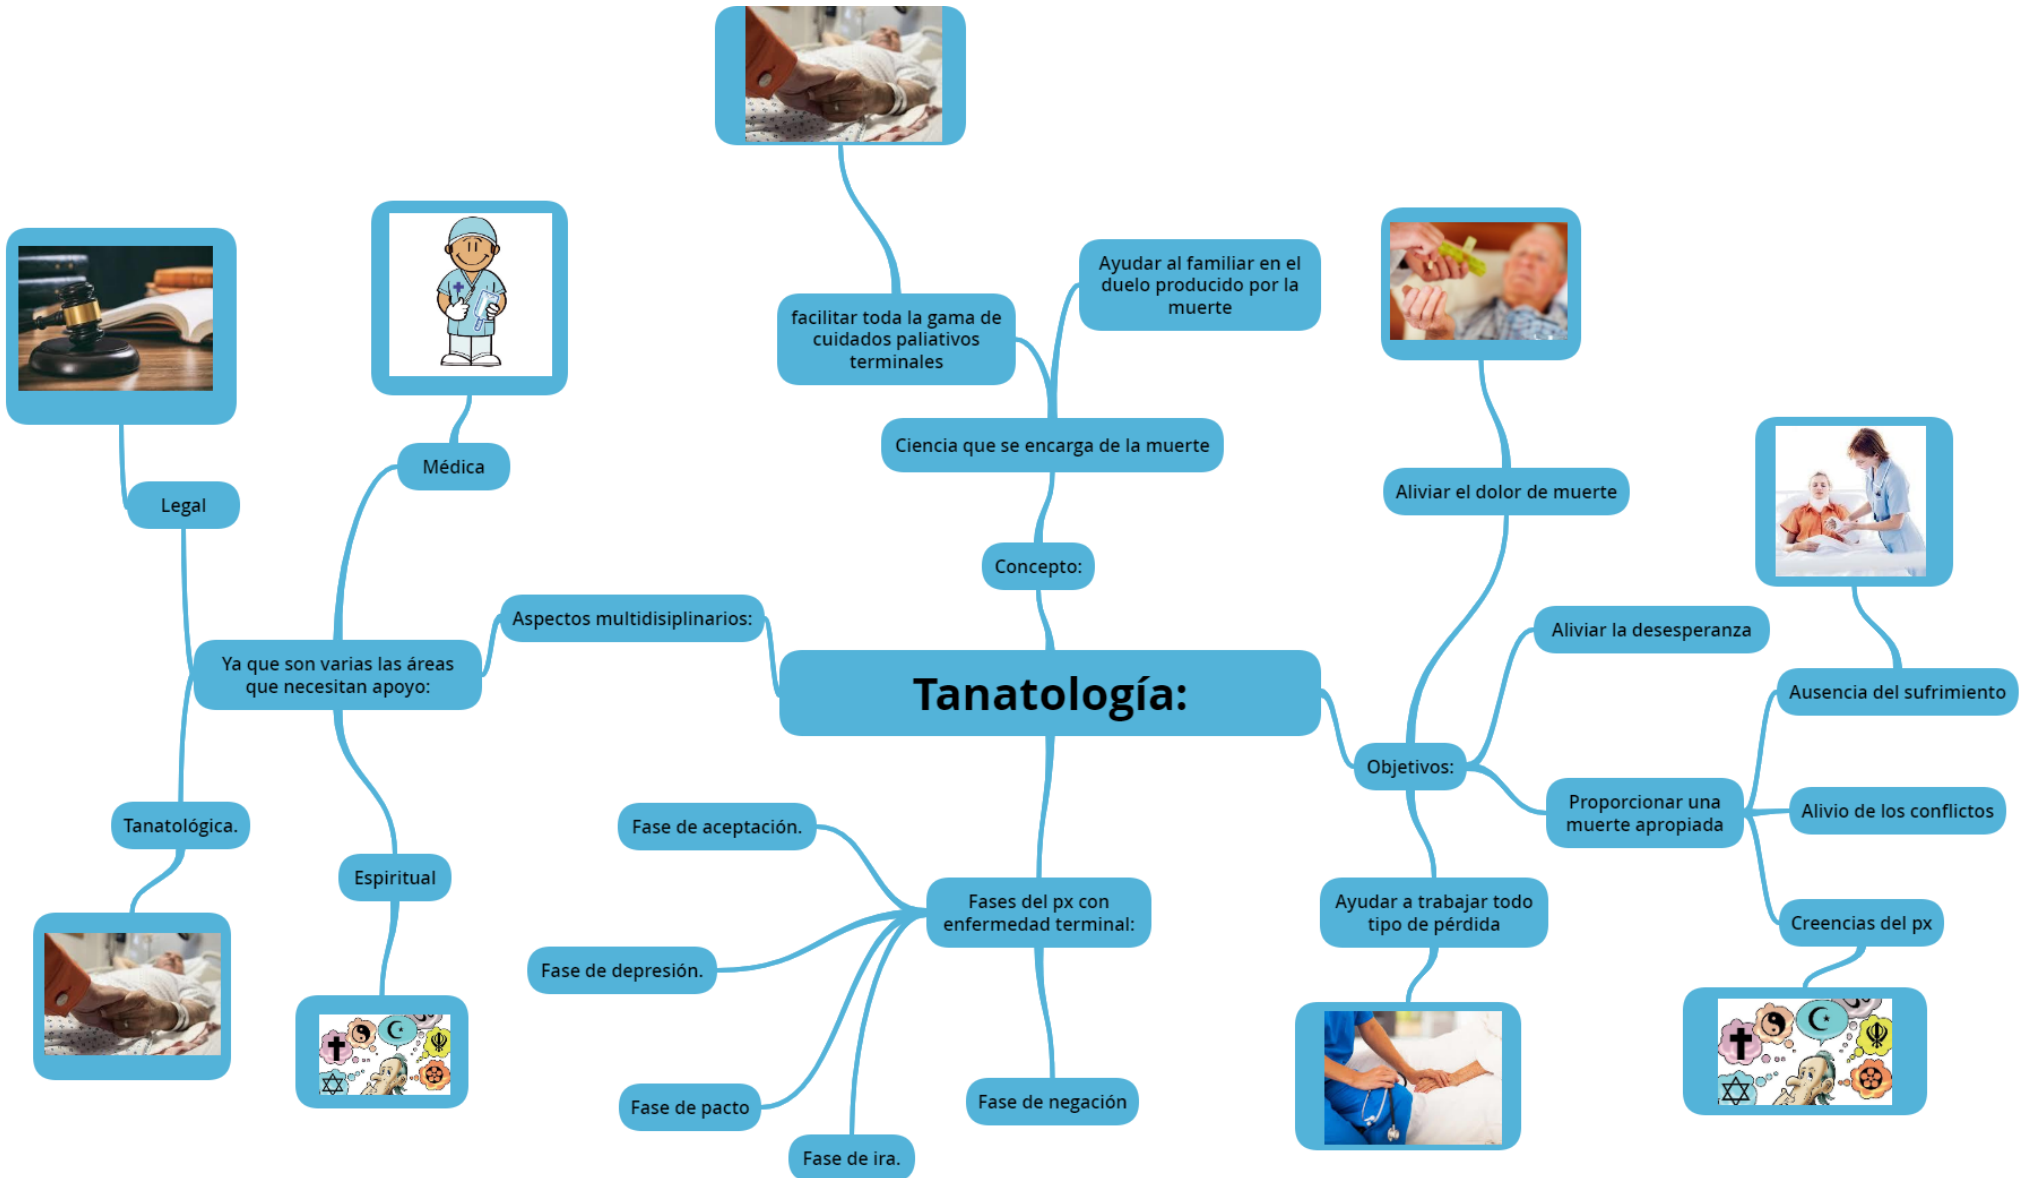 Ayudar al familiar en el
duelo producido por la
muerte
facilitar toda la gama de
cuidados paliativos
terminales
Ciencia que se encarga de la muerte
Médica
Aliviar el dolor de muerte
Legal
Concepto:
Aspectos multidisiplinarios:
Aliviar la desesperanza
Ya que son varias las áreas
que necesitan apoyo:
Tanatología:
Ausencia del sufrimiento
Objetivos:
Proporcionar una
muerte apropiada
Alivio de los conflictos
Tanatológica.
Fase de aceptación.
Espiritual
Fases del px con
enfermedad terminal:
Ayudar a trabajar todo
tipo de pérdida
Creencias del px
Fase de depresión.
Fase de pacto
Fase de negación
Fase de ira.